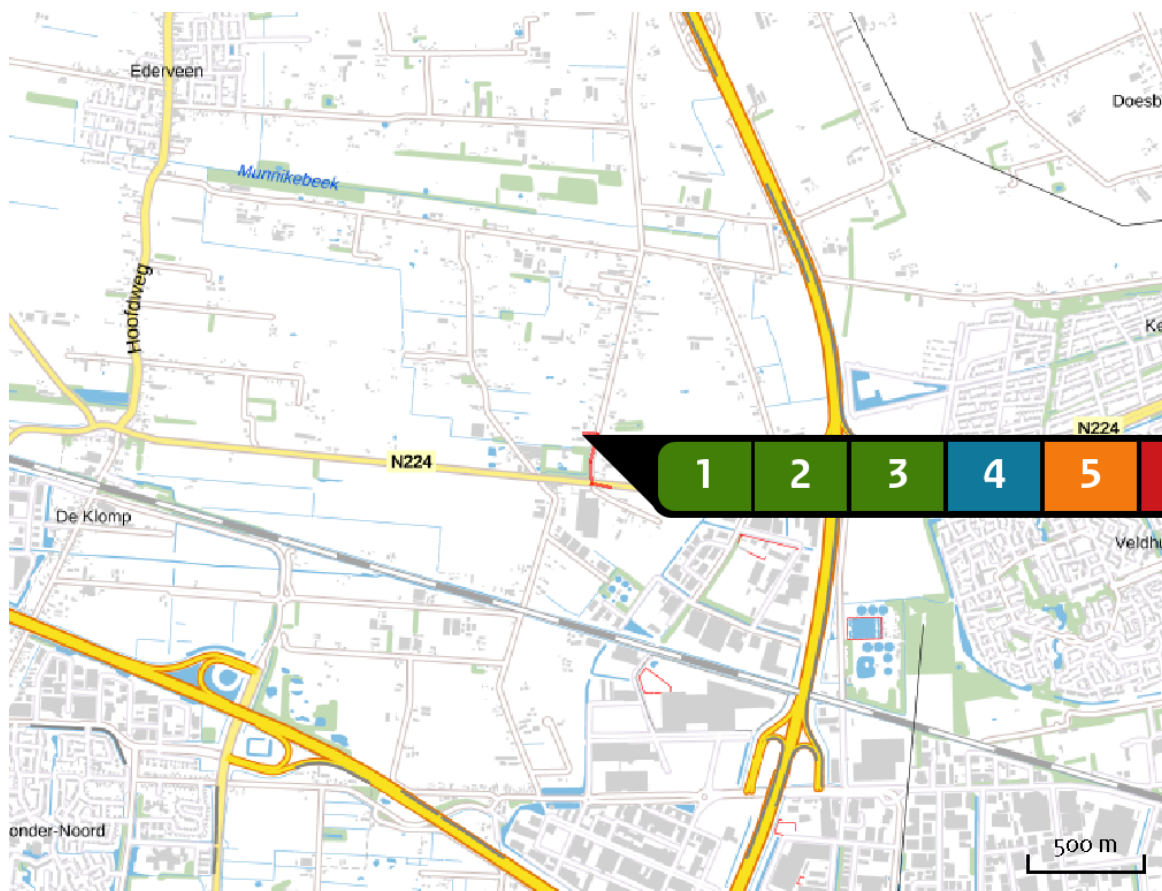 Ederveen
Doesb
Munnikebeek
Hoofdweg
Ke
N224
N224
1 2 3 4 5
De Klomp
Veldhu
onder-Noord
500 m